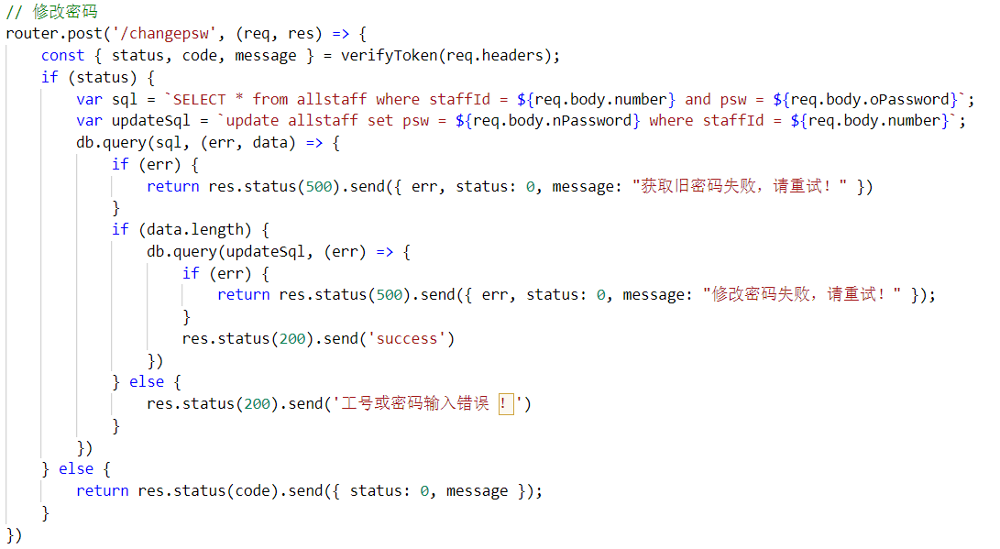 // 修改密码
router.post('/changepsw', (req, res) => {
    const { status, code, message } = verifyToken(req.headers);
    if (status) {
        var sql = `SELECT * from allstaff where staffId = ${req.body.number} and psw = ${req.body.oPassword}`;
        var updateSql = `update allstaff set psw = ${req.body.nPassword} where staffId = ${req.body.number}`;
        db.query(sql, (err, data) => {
            if (err) {
                return res.status(500).send({ err, status: 0, message: "获取旧密码失败，请重试！" })
            }
            if (data.length) {
                db.query(updateSql, (err) => {
                    if (err) {
                        return res.status(500).send({ err, status: 0, message: "修改密码失败，请重试！" });
                    }
                    res.status(200).send('success')
                })
            } else {
                res.status(200).send('工号或密码输入错误 ！')
            }
        })
    } else {
        return res.status(code).send({ status: 0, message });
    }
})